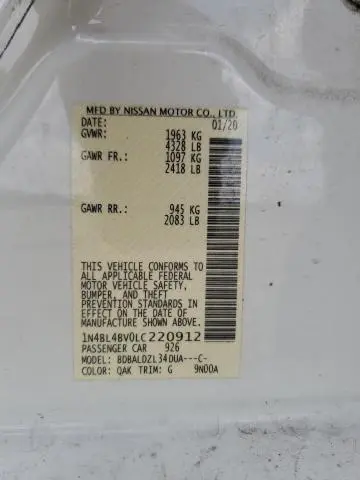 MFD BY NISSAN MOTOR CO., LTD.
DATE: 01/20
GVWR: 1963 KG
4328 LB
GAWR FR.: 1097 KG
2418 LB
GAWR RR.: 945 KG
2083 LB
THIS VEHICLE CONFORMS TO
ALL APPLICABLE FEDERAL
MOTOR VEHICLE SAFETY,
BUMPER, AND THEFT
PREVENTION STANDARDS IN
EFFECT ON THE DATE OF
MANUFACTURE SHOWN ABOVE.
1N4BL4BV0LC220912
PASSENGER CAR 926
MODEL: BDBALDZL34DUA---C-
COLOR: QAK TRIM: G 9N00A